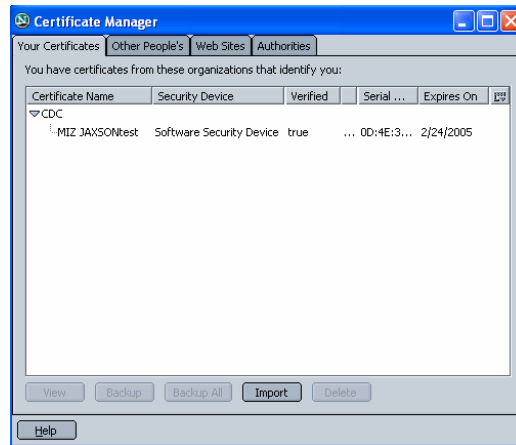 Certificate Manager
Your Certificates Other People's Web Sites Authorities
You have certificates from these organizations that identify you:
Certificate Name Security Device Verified Serial ... Expires On
CDC
MIZ JAXSONtest Software Security Device true ... 0D:4E:3... 2/24/2005
View Backup Backup All Import Delete
Help